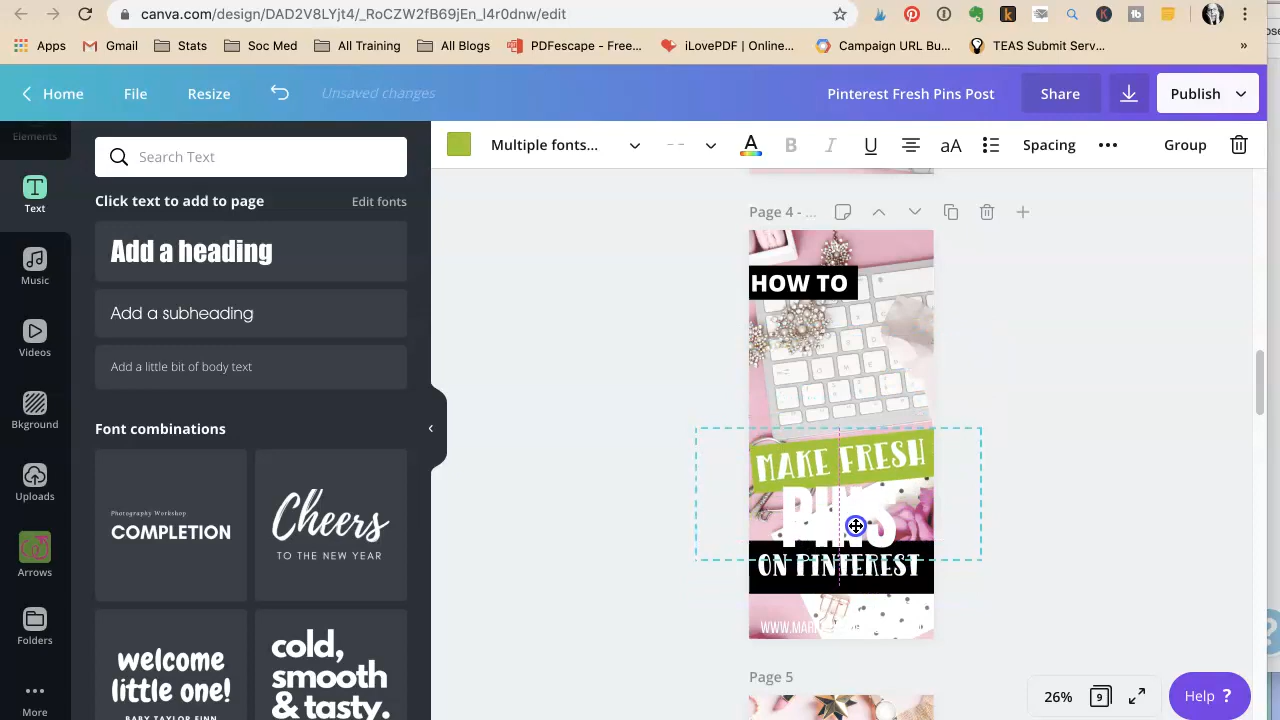 canva.com/design/DAD2V8LYjt4/_RoCZW2fB69jEn_l4r0dnw/edit
Apps Gmail Stats Soc Med All Training All Blogs PDFescape - Free... iLovePDF | Online... Campaign URL Bu... TEAS Submit Serv... »
Home File Resize Unsaved changes Pinterest Fresh Pins Post Share Publish
Elements
Search Text
Multiple fonts... -- A B I U aA Spacing ••• Group
Text
Click text to add to page Edit fonts
Add a heading
Page 4 - ...
Music
Add a subheading
HOW TO
Videos
Add a little bit of body text
Bkground
Font combinations
MAKE FRESH
Uploads
Photography Workshop
COMPLETION
Cheers
TO THE NEW YEAR
PINS
Arrows
ON PINTEREST
Folders
welcome
little one!
BABY TAYLOR FINN
cold,
smooth
& tasty.
More
Page 5
26% 9 Help ?